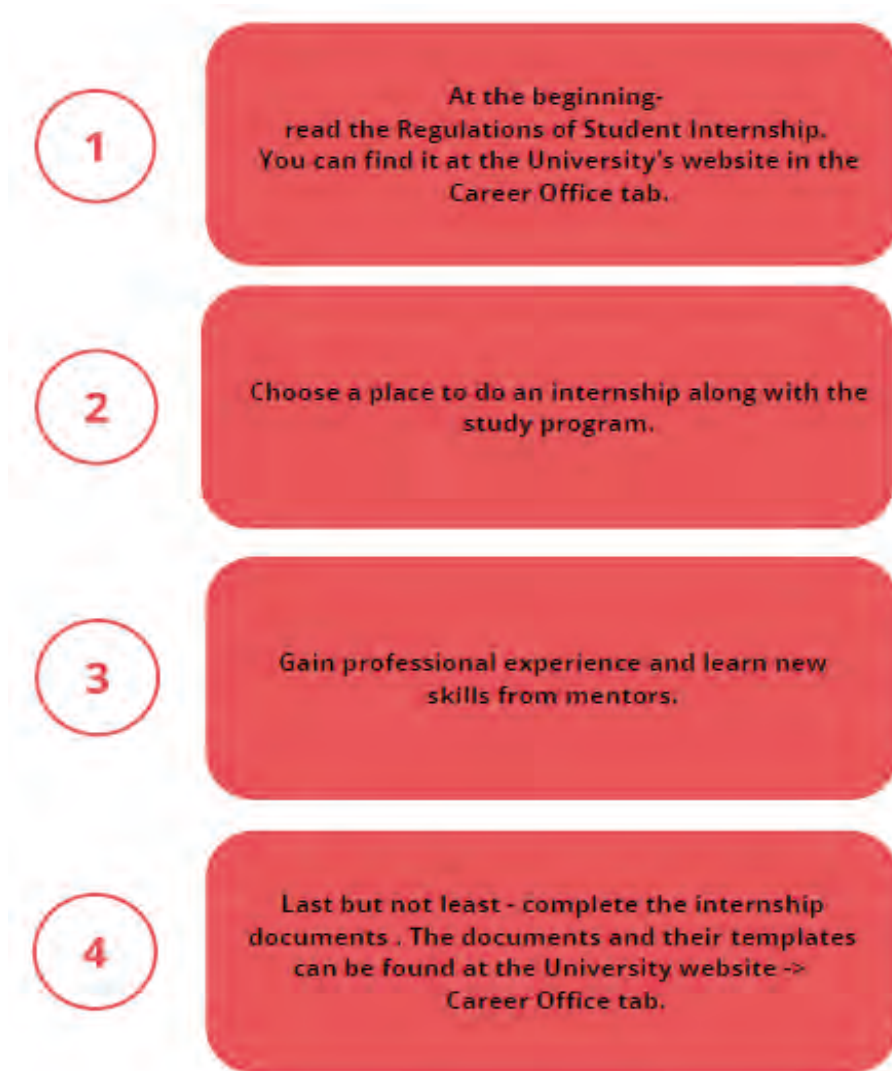 1
At the beginning-
read the Regulations of Student Internship.
You can find it at the University's website in the
Career Office tab.
2
Choose a place to do an internship along with the
study program.
3
Gain professional experience and learn new
skills from mentors.
4
Last but not least - complete the internship
documents . The documents and their templates
can be found at the University website ->
Career Office tab.